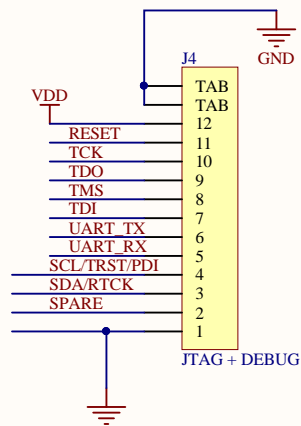 J4
GND
TAB
VDD
TAB
12
RESET
11
TCK
10
TDO
9
TMS
8
TDI
7
UART_TX
6
UART_RX
5
SCL/TRST/PDI
4
SDA/RTCK
3
SPARE
2
1
JTAG + DEBUG